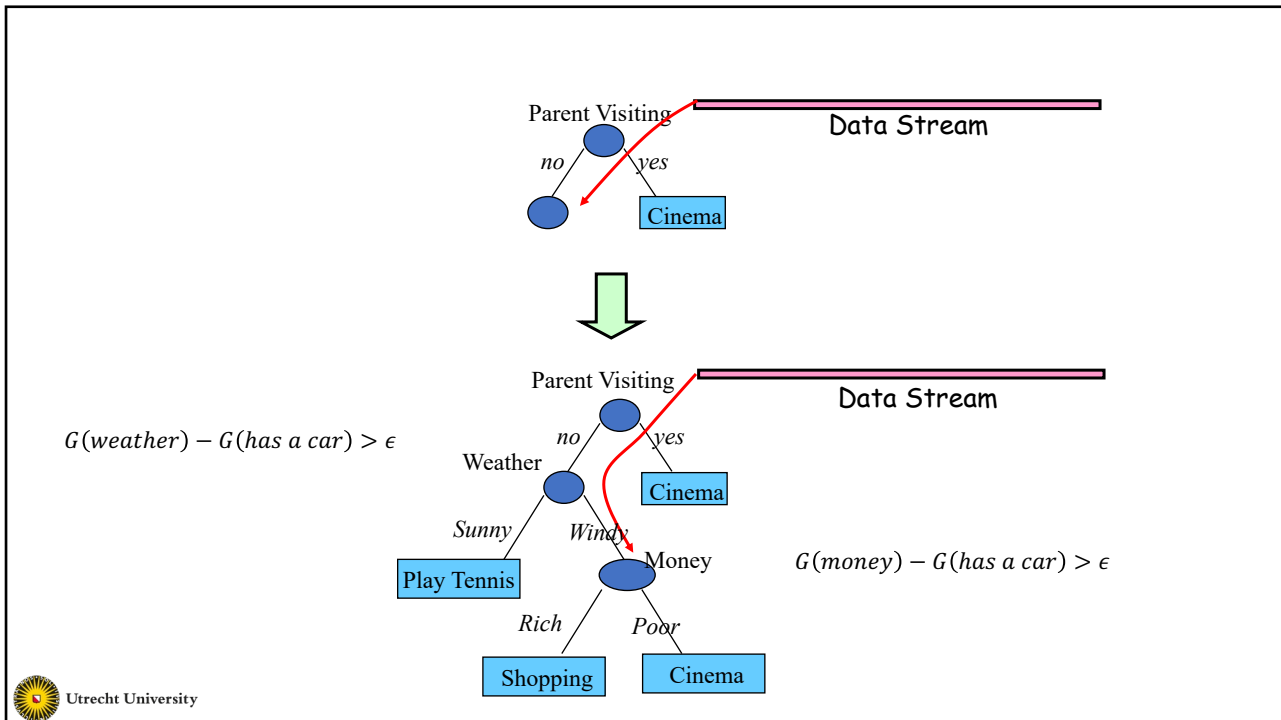 Parent Visiting
Data Stream
no
yes
Cinema
Parent Visiting
Data Stream
G(weather) − G(has a car) > ϵ
no
yes
Weather
Cinema
Sunny
Windy
Money
G(money) − G(has a car) > ϵ
Play Tennis
Rich
Poor
Shopping
Cinema
Utrecht University